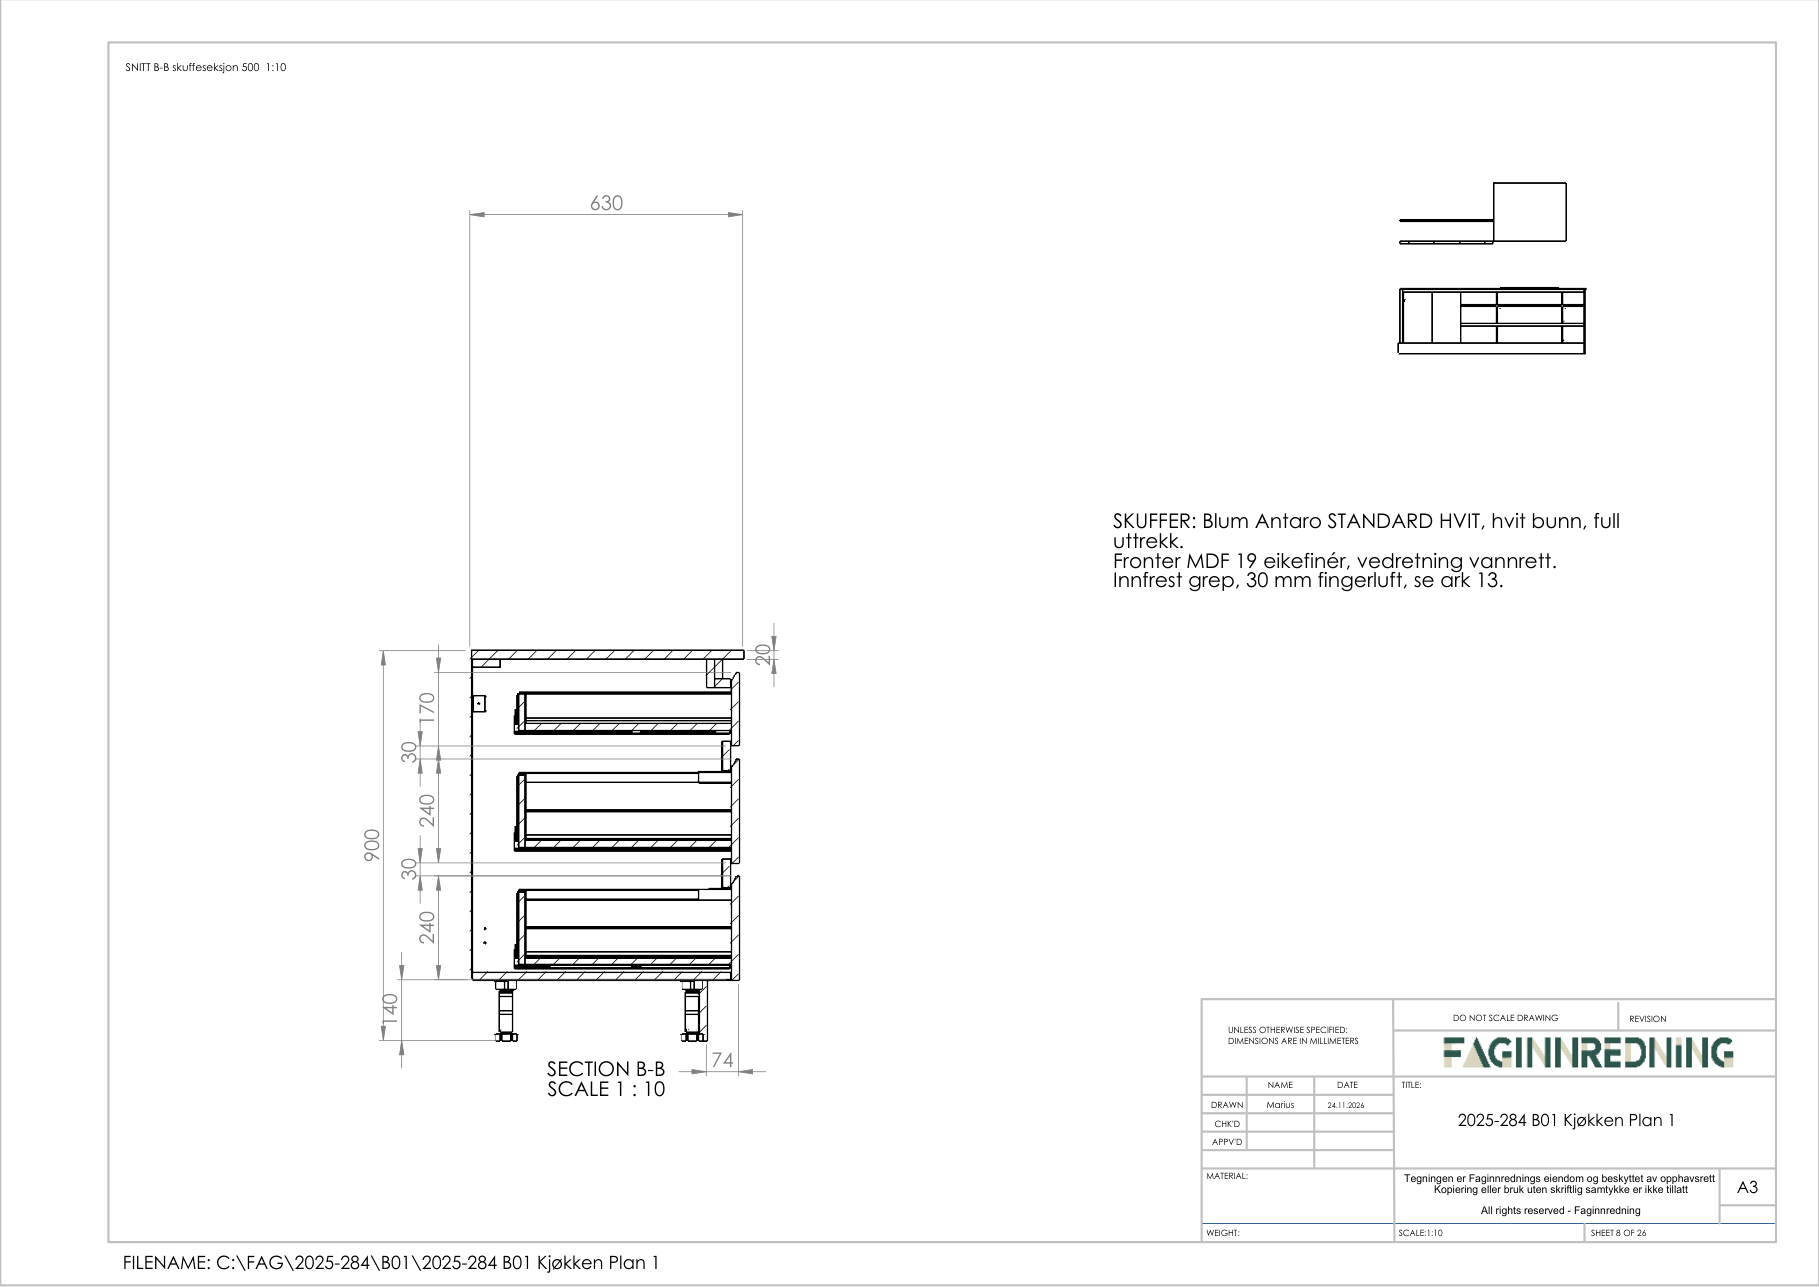 SNITT B-B skuffeseksjon 500 1:10
630
SKUFFER: Blum Antaro STANDARD HVIT, hvit bunn, full
uttrekk.
Fronter MDF 19 eikefinér, vedretning vannrett.
Innfrest grep, 30 mm fingerluft, se ark 13.
20
170
30
240
900
30
240
140
74
SECTION B-B
SCALE 1 : 10
UNLESS OTHERWISE SPECIFIED:
DIMENSIONS ARE IN MILLIMETERS
DO NOT SCALE DRAWING
REVISION
FAGINNREDNING
NAME
DATE
TITLE:
DRAWN
Marius
24.11.2026
2025-284 B01 Kjøkken Plan 1
CHK'D
APPV'D
MATERIAL:
Tegningen er Faginnrednings eiendom og beskyttet av opphavsrett
Kopiering eller bruk uten skriftlig samtykke er ikke tillatt
All rights reserved - Faginnredning
A3
WEIGHT:
SCALE:1:10
SHEET 8 OF 26
FILENAME: C:\FAG\2025-284\B01\2025-284 B01 Kjøkken Plan 1